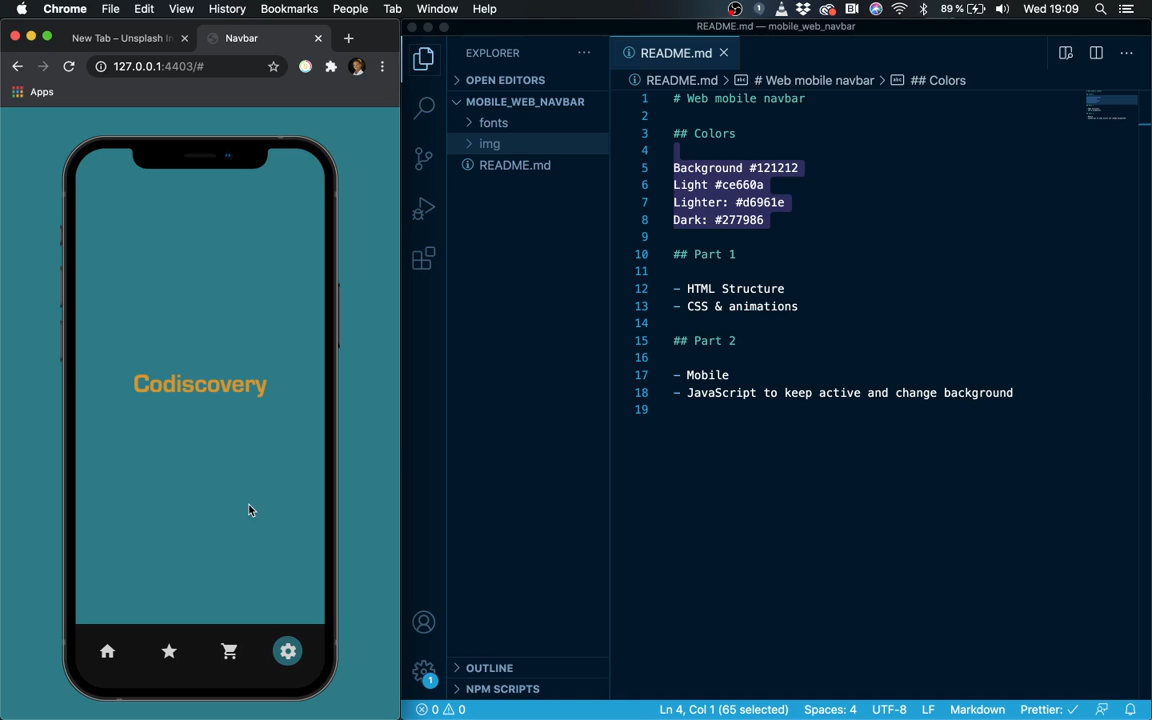 Chrome File Edit View History Bookmarks People Tab Window Help
89 % Wed 19:09
New Tab – Unsplash In
Navbar
127.0.0.1:4403/#
Apps
Codiscovery
README.md — mobile_web_navbar
EXPLORER
OPEN EDITORS
MOBILE_WEB_NAVBAR
fonts
img
README.md
OUTLINE
NPM SCRIPTS
1
README.md
README.md > # Web mobile navbar > ## Colors
1 # Web mobile navbar
2
3 ## Colors
4
5 Background #121212
6 Light #ce660a
7 Lighter: #d6961e
8 Dark: #277986
9
10 ## Part 1
11
12 - HTML Structure
13 - CSS & animations
14
15 ## Part 2
16
17 - Mobile
18 - JavaScript to keep active and change background
19
0 0 Ln 4, Col 1 (65 selected) Spaces: 4 UTF-8 LF Markdown Prettier: ✓